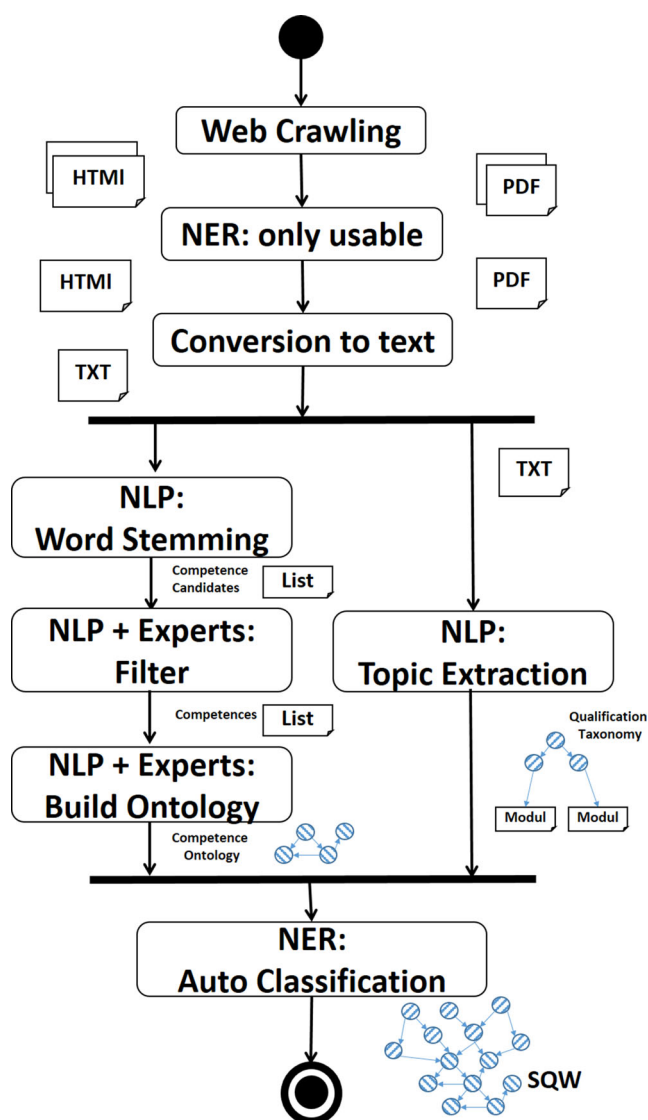 Web Crawling
HTMl
PDF
NER: only usable
HTMl
PDF
Conversion to text
TXT
TXT
NLP:
Word Stemming
Competence
Candidates
List
NLP + Experts:
Filter
NLP:
Topic Extraction
Competences
List
Qualification
Taxonomy
NLP + Experts:
Build Ontology
Modul
Modul
Competence
Ontology
NER:
Auto Classification
SQW